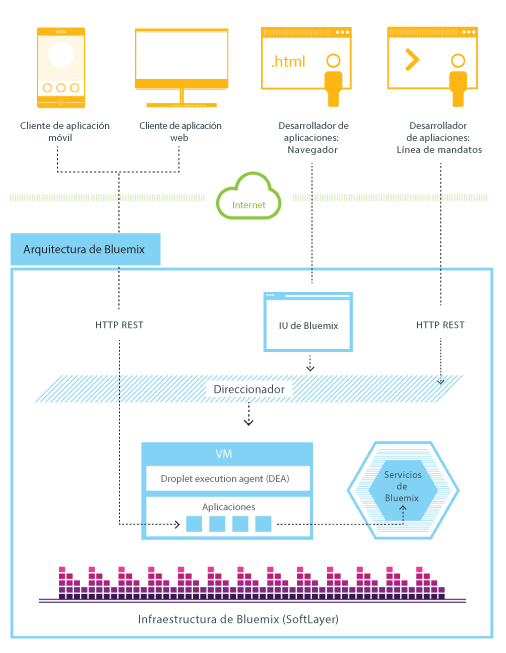 .html
Cliente de aplicación
móvil
Cliente de aplicación
web
Desarrollador de
aplicaciones:
Navegador
Desarrollador
de apliaciones:
Línea de mandatos
Internet
Arquitectura de Bluemix
HTTP REST
IU de Bluemix
HTTP REST
Direccionador
VM
Droplet execution agent (DEA)
Aplicaciones
Servicios
de
Bluemix
Infraestructura de Bluemix (SoftLayer)